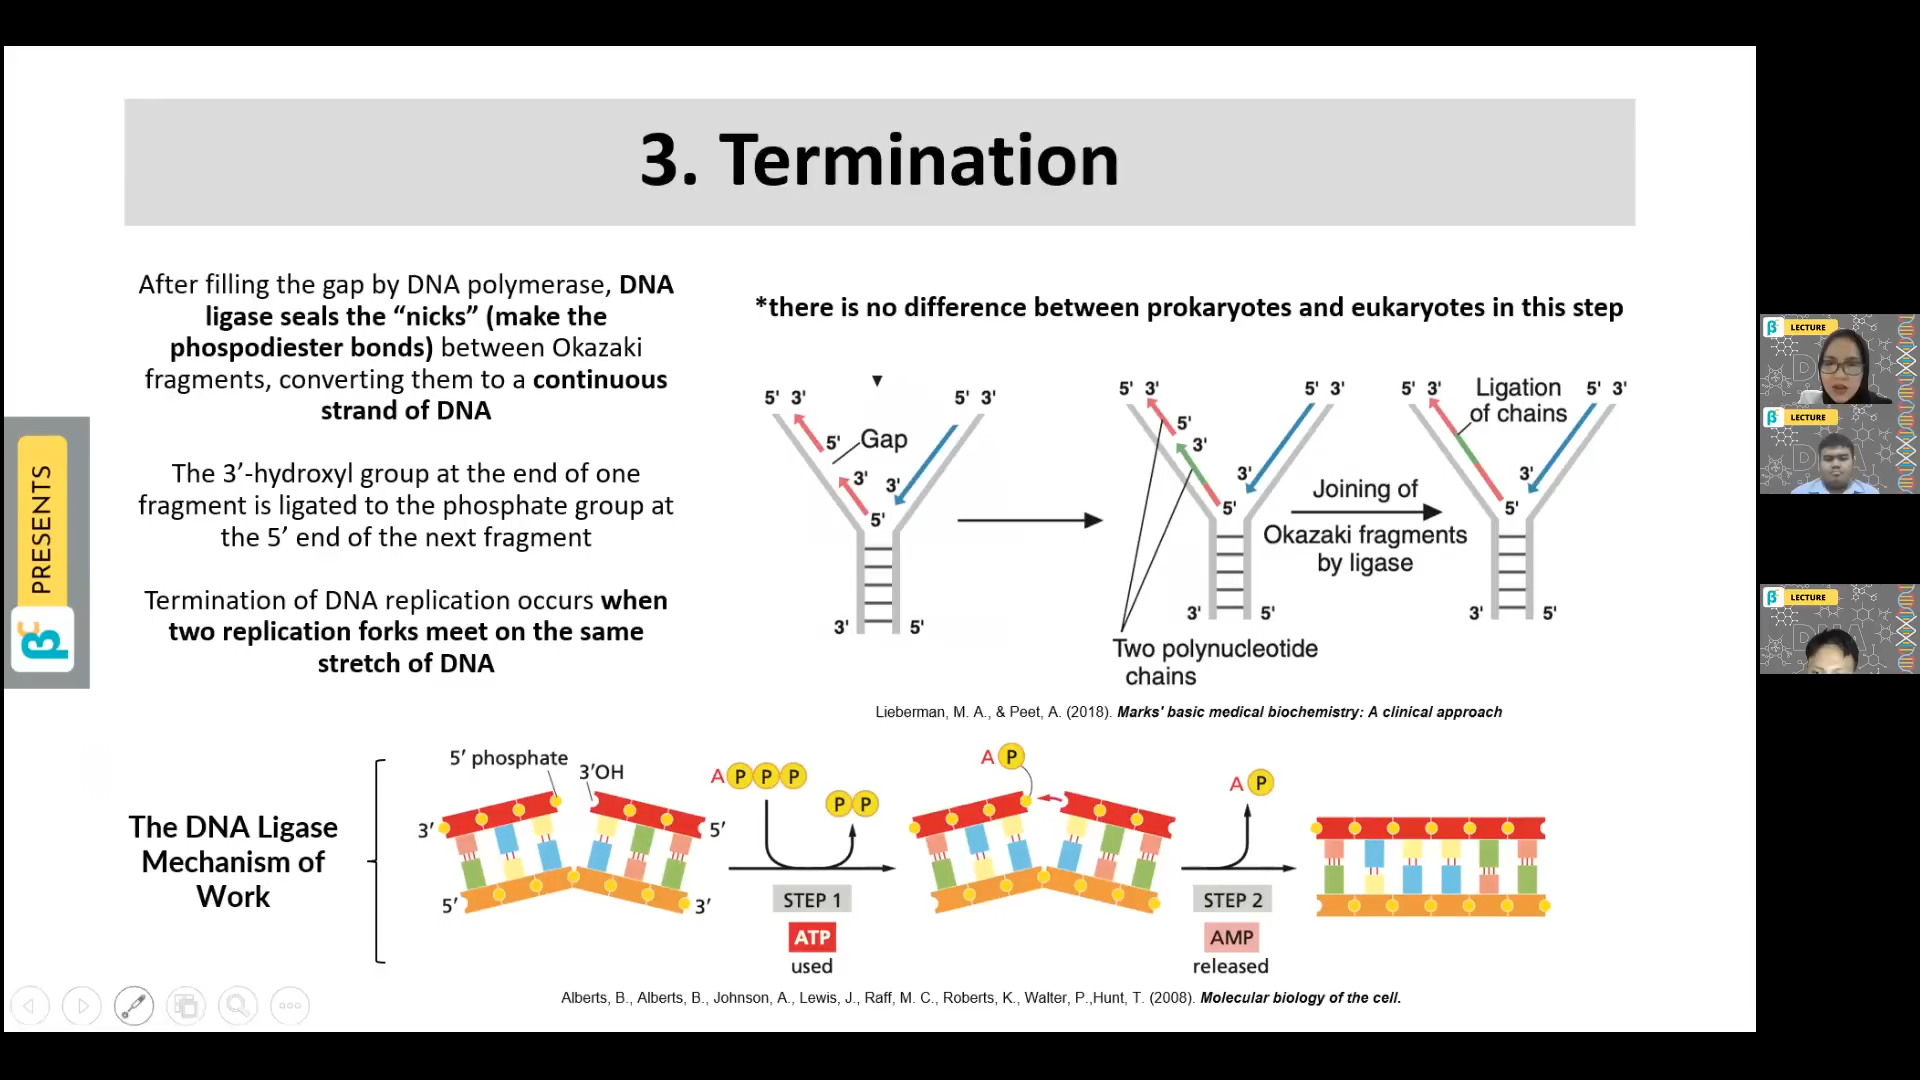 3. Termination
After filling the gap by DNA polymerase, DNA
ligase seals the “nicks” (make the
phospodiester bonds) between Okazaki
fragments, converting them to a continuous
strand of DNA
The 3’-hydroxyl group at the end of one
fragment is ligated to the phosphate group at
the 5’ end of the next fragment
Termination of DNA replication occurs when
two replication forks meet on the same
stretch of DNA
*there is no difference between prokaryotes and eukaryotes in this step
5' 3'
5' 3'
Gap
5'
3'
3'
5'
3'
5'
5' 3'
5' 3'
5'
3'
3'
5'
3'
5'
Two polynucleotide
chains
Joining of
Okazaki fragments
by ligase
5' 3'
Ligation
of chains
5' 3'
3'
5'
3'
5'
Lieberman, M. A., & Peet, A. (2018). Marks' basic medical biochemistry: A clinical approach
The DNA Ligase
Mechanism of
Work
5′ phosphate
3′OH
3′
5′
5′
3′
A P P P
P P
STEP 1
ATP
used
A P
A P
STEP 2
AMP
released
Alberts, B., Alberts, B., Johnson, A., Lewis, J., Raff, M. C., Roberts, K., Walter, P.,Hunt, T. (2008). Molecular biology of the cell.
PRESENTS
βc
β LECTURE
β LECTURE
β LECTURE